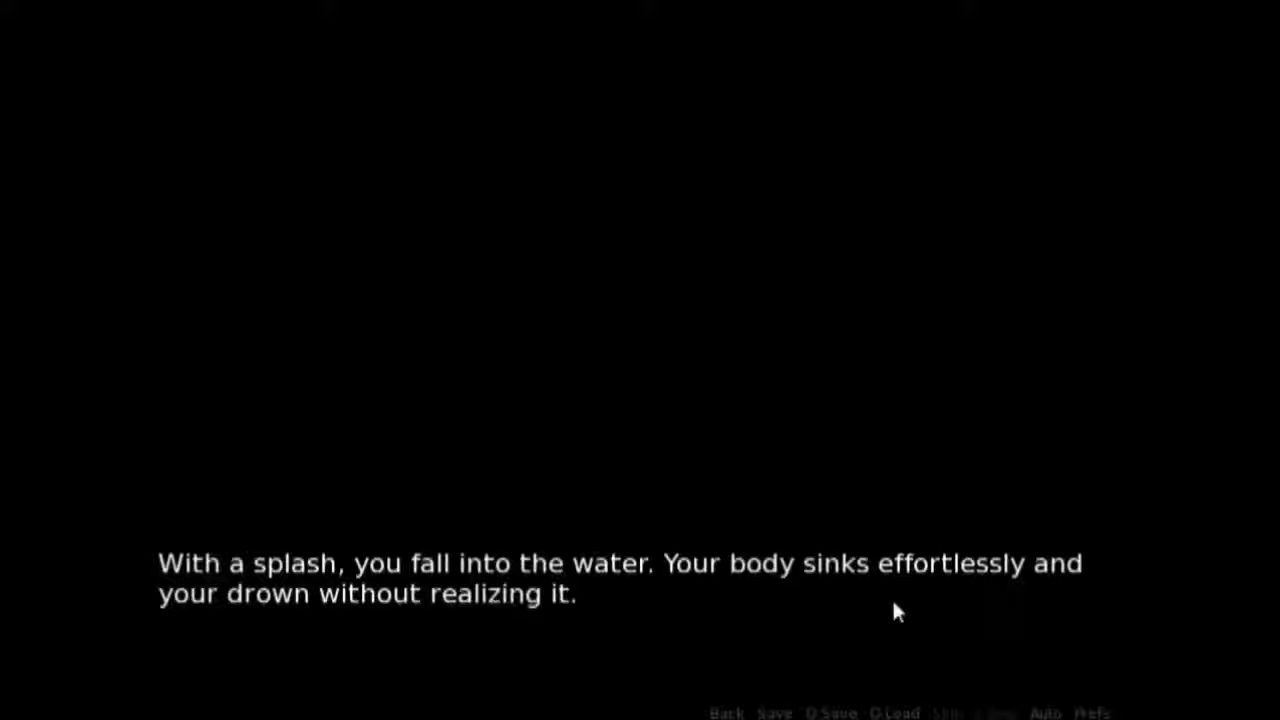 With a splash, you fall into the water. Your body sinks effortlessly and
your drown without realizing it.
Back Save Q.Save Q.Load Auto Prefs